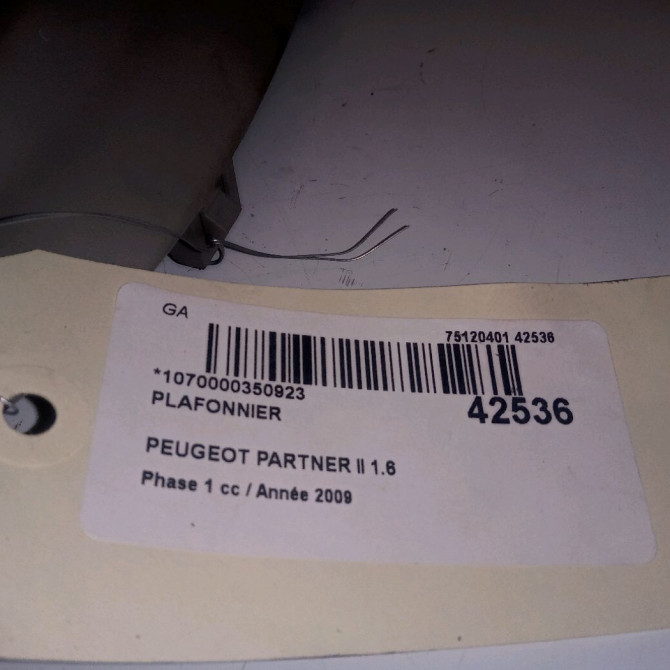 GA
75120401 42536
*1070000350923
PLAFONNIER
42536
PEUGEOT PARTNER II 1.6
Phase 1 cc / Année 2009